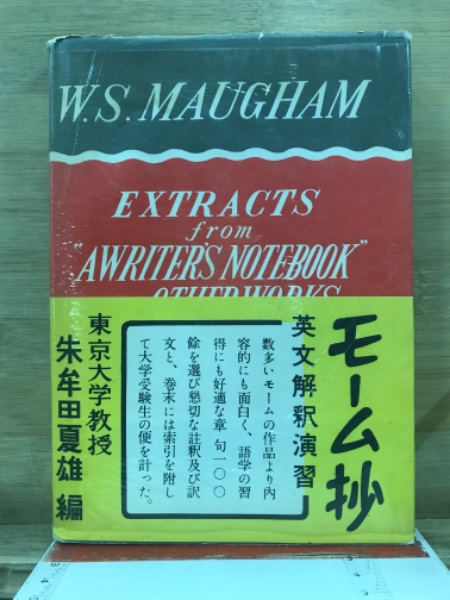 W.S. MAUGHAM
EXTRACTS
from
"A WRITER'S NOTEBOOK"
OTHER WORKS
モーム抄
英文解釈演習
数多いモームの作品より内
容的にも面白く、語学の習
得にも好適な章句一〇〇
餘を選び懇切な註釈及び訳
文と、巻末には索引を附し
て大学受験生の便を計った。
東京大学教授
朱牟田夏雄 編